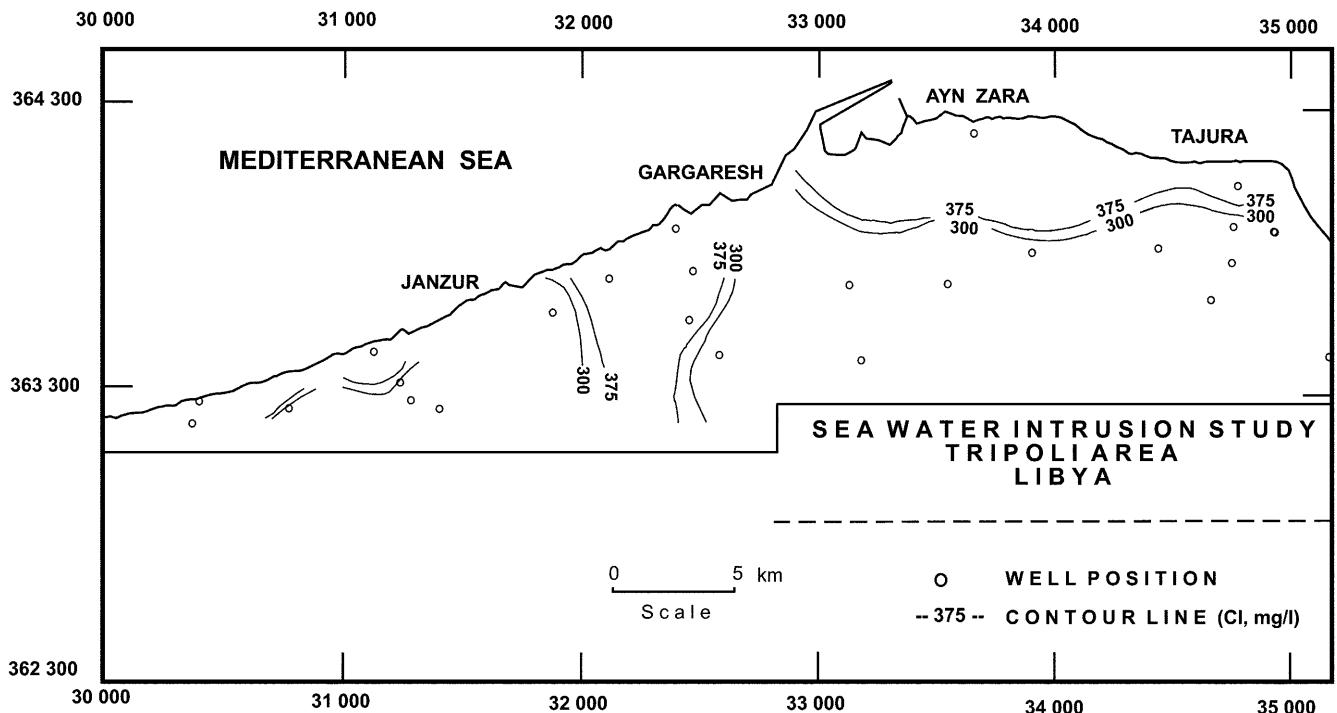 30 000 31 000 32 000 33 000 34 000 35 000
364 300
AYN ZARA
TAJURA
MEDITERRANEAN SEA
GARGARESH
375
300
375
300
375
300
375
300
JANZUR
300
375
363 300
SEA WATER INTRUSION STUDY
TRIPOLI AREA
LIBYA
0 5 km
Scale
WELL POSITION
-- 375 -- CONTOUR LINE (Cl, mg/l)
362 300
30 000 31 000 32 000 33 000 34 000 35 000